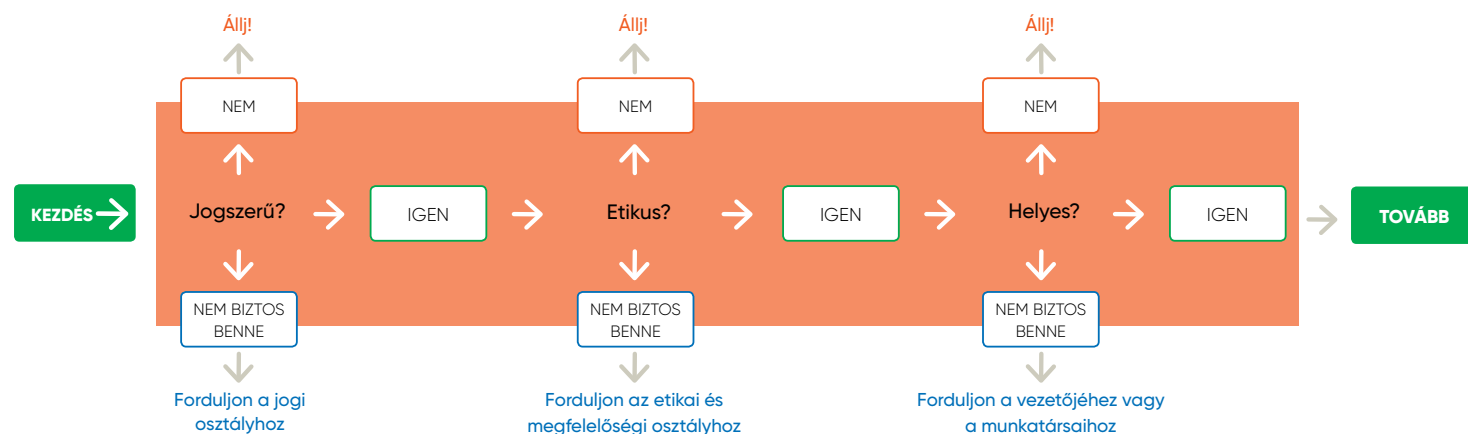 Állj!
Állj!
Állj!
NEM
NEM
NEM
KEZDÉS
Jogszerű?
IGEN
Etikus?
IGEN
Helyes?
IGEN
TOVÁBB
NEM BIZTOS
BENNE
NEM BIZTOS
BENNE
NEM BIZTOS
BENNE
Forduljon a jogi
osztályhoz
Forduljon az etikai és
megfelelőségi osztályhoz
Forduljon a vezetőjéhez vagy
a munkatársaihoz